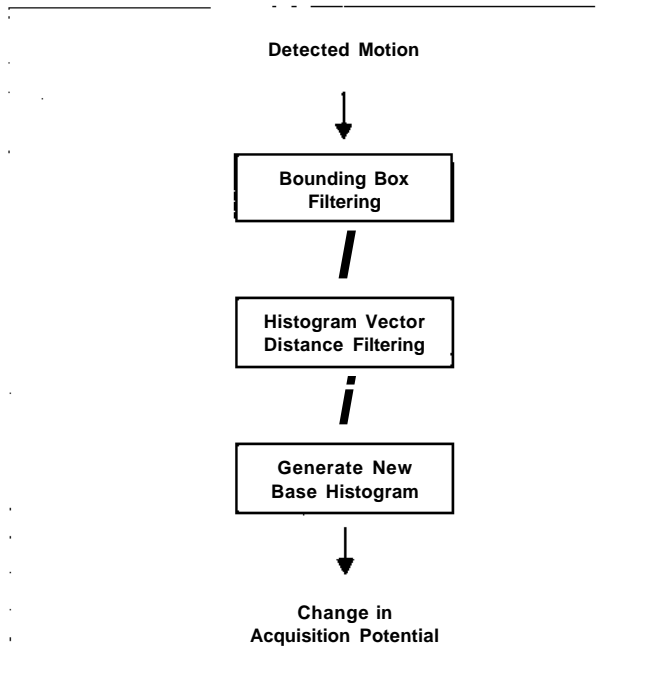 Detected Motion
Bounding Box
Filtering
I
Histogram Vector
Distance Filtering
i
Generate New
Base Histogram
Change in
Acquisition Potential